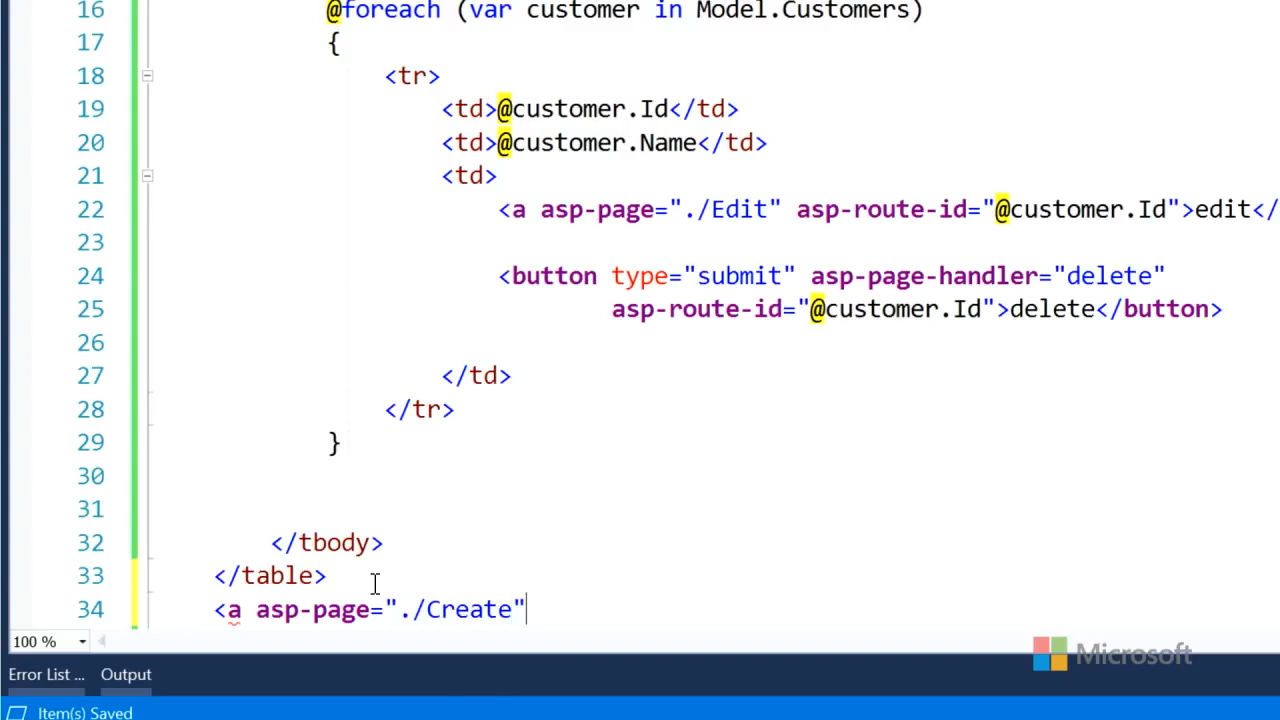 16 @foreach (var customer in Model.Customers)
17 {
18 <tr>
19 <td>@customer.Id</td>
20 <td>@customer.Name</td>
21 <td>
22 <a asp-page="./Edit" asp-route-id="@customer.Id">edit</
23
24 <button type="submit" asp-page-handler="delete"
25 asp-route-id="@customer.Id">delete</button>
26
27 </td>
28 </tr>
29 }
30
31
32 </tbody>
33 </table>
34 <a asp-page="./Create"
100 %
Microsoft
Error List ... Output
Item(s) Saved